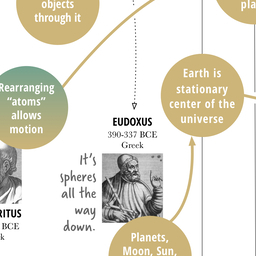 objects
through it
pla
Rearranging
“atoms”
allows
motion
Earth is
stationary
center of the
universe
EUDOXUS
390-337 BCE
Greek
It’s
spheres
all the
way
down.
RITUS
BCE
k
Planets,
Moon, Sun,